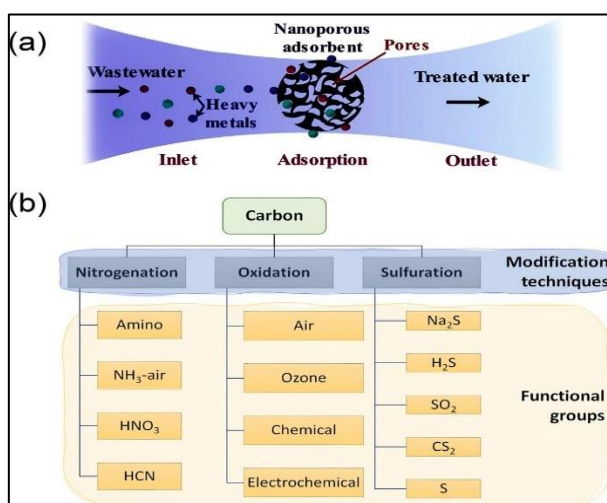 (a)
Nanoporous
adsorbent
Pores
Wastewater
Treated water
Heavy
metals
Inlet
Adsorption
Outlet
(b)
Carbon
Nitrogenation
Oxidation
Sulfuration
Modification
techniques
Amino
Air
Na₂S
NH₃-air
Ozone
H₂S
HNO₃
Chemical
SO₂
HCN
Electrochemical
CS₂
S
Functional
groups